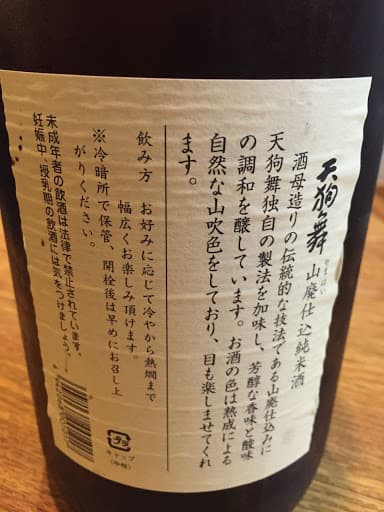 天狗舞 山廃仕込純米酒
やまはい
酒母造りの伝統的な技法である山廃仕込みに
天狗舞独自の製法を加味し、芳醇な香味と酸味
の調和を醸しています。お酒の色は熟成による
自然な山吹色をしており、目も楽しませてくれ
ます。
飲み方 お好みに応じて冷やから熱燗まで
幅広くお楽しみ頂けます。
※冷暗所で保管、開栓後は早めにお召し上
がりください。
未成年者の飲酒は法律で禁止されています。
妊娠中、授乳期の飲酒には気をつけましょう。